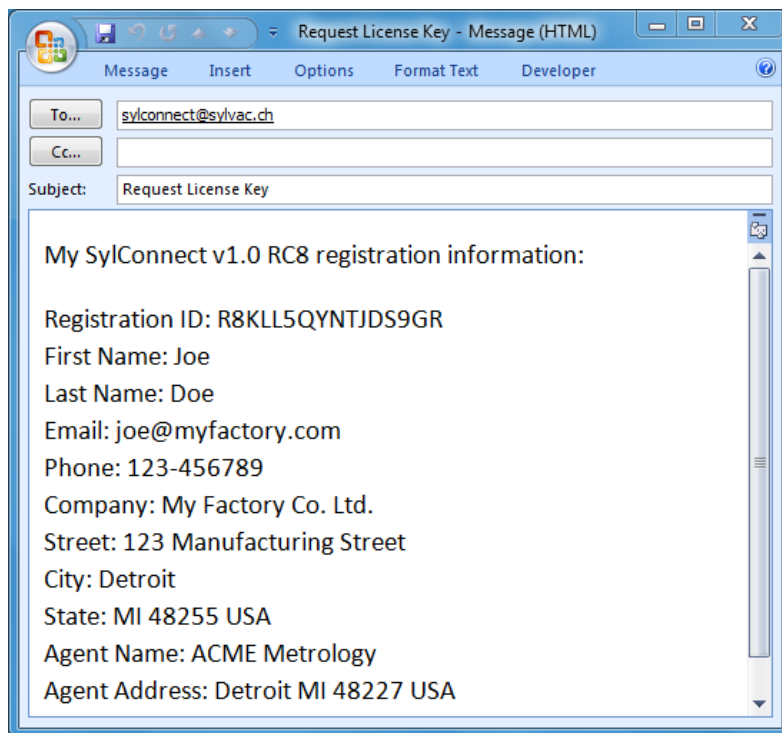 Request License Key - Message (HTML)
Message Insert Options Format Text Developer
To... sylconnect@sylvac.ch
Cc...
Subject: Request License Key
My SylConnect v1.0 RC8 registration information:
Registration ID: R8KLL5QYNTJDS9GR
First Name: Joe
Last Name: Doe
Email: joe@myfactory.com
Phone: 123-456789
Company: My Factory Co. Ltd.
Street: 123 Manufacturing Street
City: Detroit
State: MI 48255 USA
Agent Name: ACME Metrology
Agent Address: Detroit MI 48227 USA